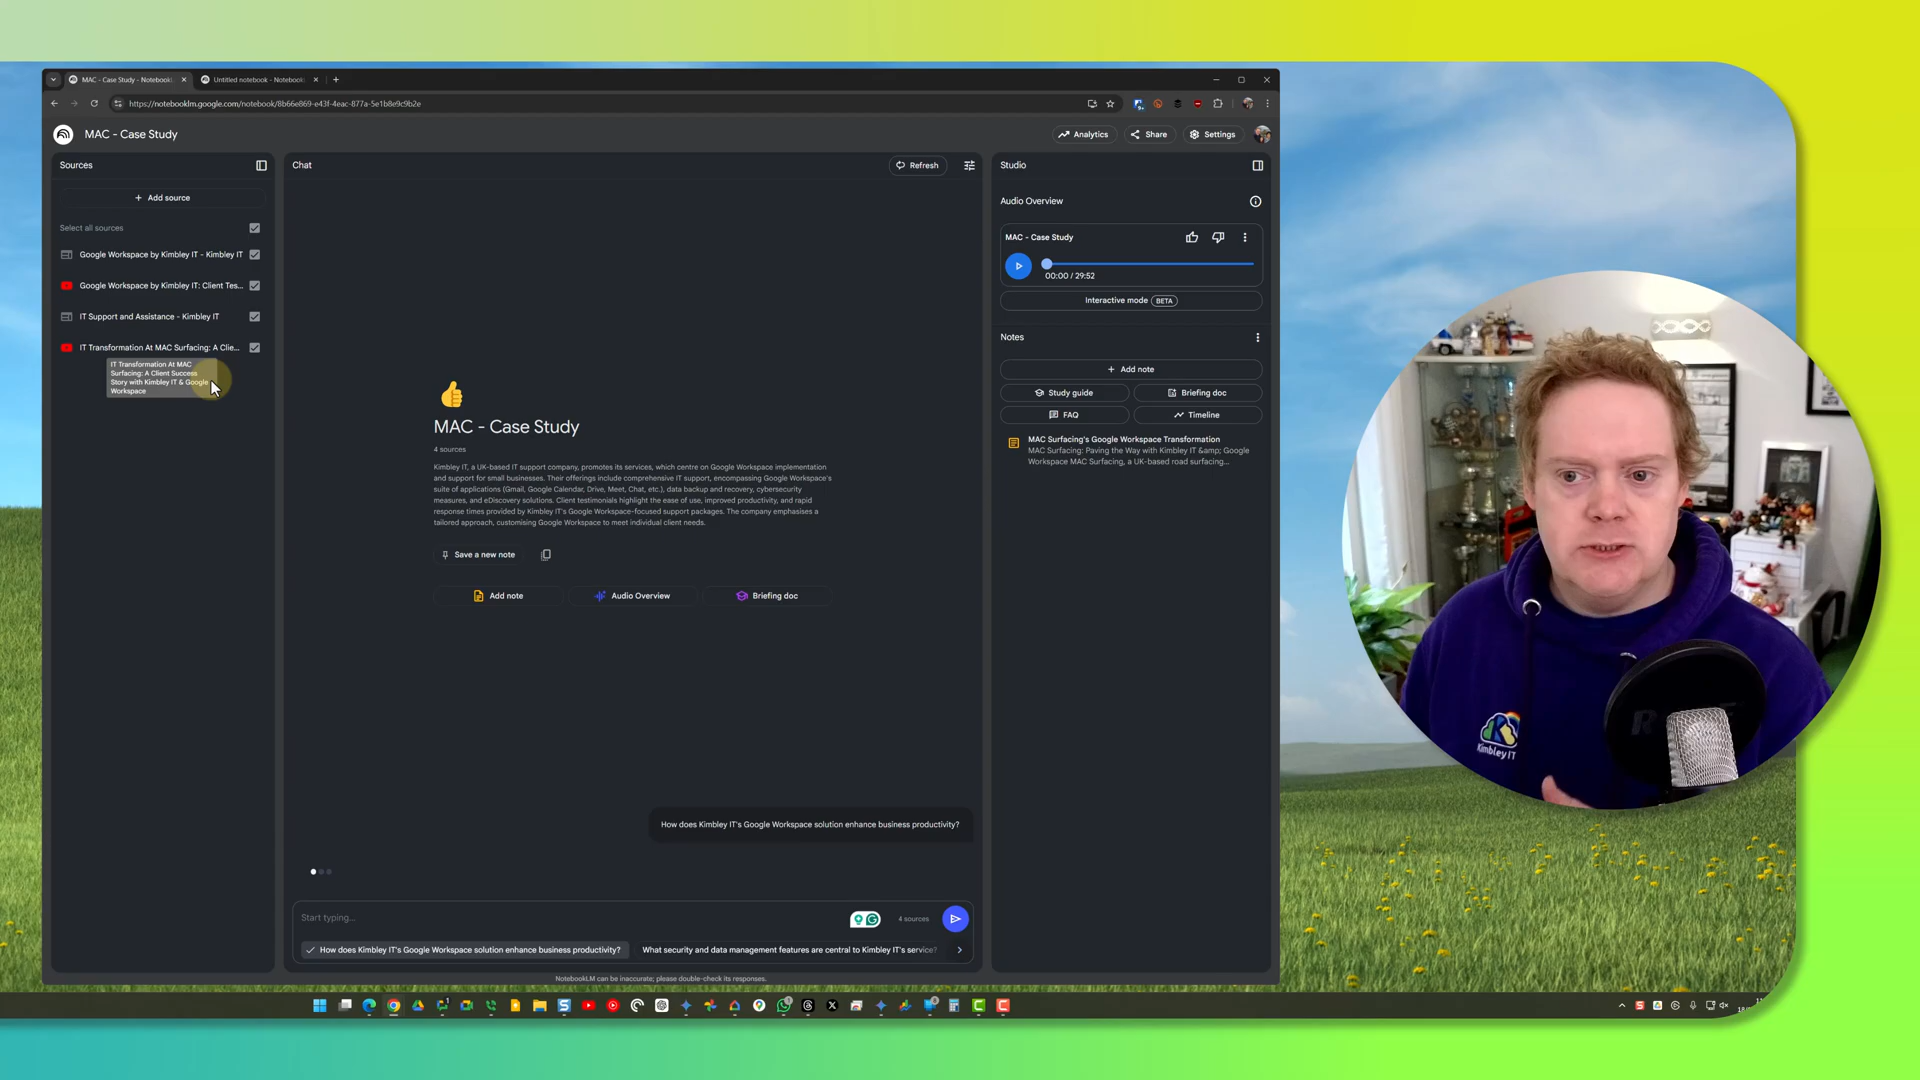 MAC - Case Study - NotebookL
Untitled notebook - Notebook
https://notebooklm.google.com/notebook/8b66e869-e43f-4eac-877a-5e1b8e9c9b2e
MAC - Case Study
Analytics
Share
Settings
Sources
Add source
Select all sources
Google Workspace by Kimbley IT - Kimbley IT
Google Workspace by Kimbley IT: Client Tes...
IT Support and Assistance - Kimbley IT
IT Transformation At MAC Surfacing: A Clie...
IT Transformation At MAC
Surfacing: A Client Success
Story with Kimbley IT & Google
Workspace
Chat
Refresh
MAC - Case Study
4 sources
Kimbley IT, a UK-based IT support company, promotes its services, which centre on Google Workspace implementation
and support for small businesses. Their offerings include comprehensive IT support, encompassing Google Workspace's
suite of applications (Gmail, Google Calendar, Drive, Meet, Chat, etc.), data backup and recovery, cybersecurity
measures, and eDiscovery solutions. Client testimonials highlight the ease of use, improved productivity, and rapid
response times provided by Kimbley IT's Google Workspace-focused support packages. The company emphasises a
tailored approach, customising Google Workspace to meet individual client needs.
Save a new note
Add note
Audio Overview
Briefing doc
How does Kimbley IT's Google Workspace solution enhance business productivity?
Start typing...
4 sources
How does Kimbley IT's Google Workspace solution enhance business productivity?
What security and data management features are central to Kimbley IT's service?
NotebookLM can be inaccurate; please double-check its responses.
Studio
Audio Overview
MAC - Case Study
00:00 / 29:52
Interactive mode BETA
Notes
Add note
Study guide
Briefing doc
FAQ
Timeline
MAC Surfacing's Google Workspace Transformation
MAC Surfacing: Paving the Way with Kimbley IT &amp; Google
Workspace MAC Surfacing, a UK-based road surfacing...
Kimbley IT